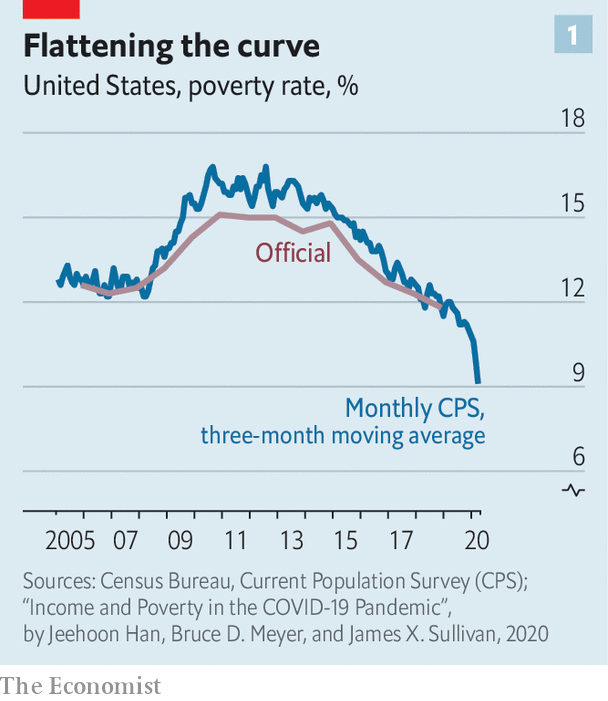 Flattening the curve
1
United States, poverty rate, %
18
15
Official
12
9
Monthly CPS,
three-month moving average
6
2005 07 09 11 13 15 17 20
Sources: Census Bureau, Current Population Survey (CPS);
“Income and Poverty in the COVID-19 Pandemic”,
by Jeehoon Han, Bruce D. Meyer, and James X. Sullivan, 2020
The Economist